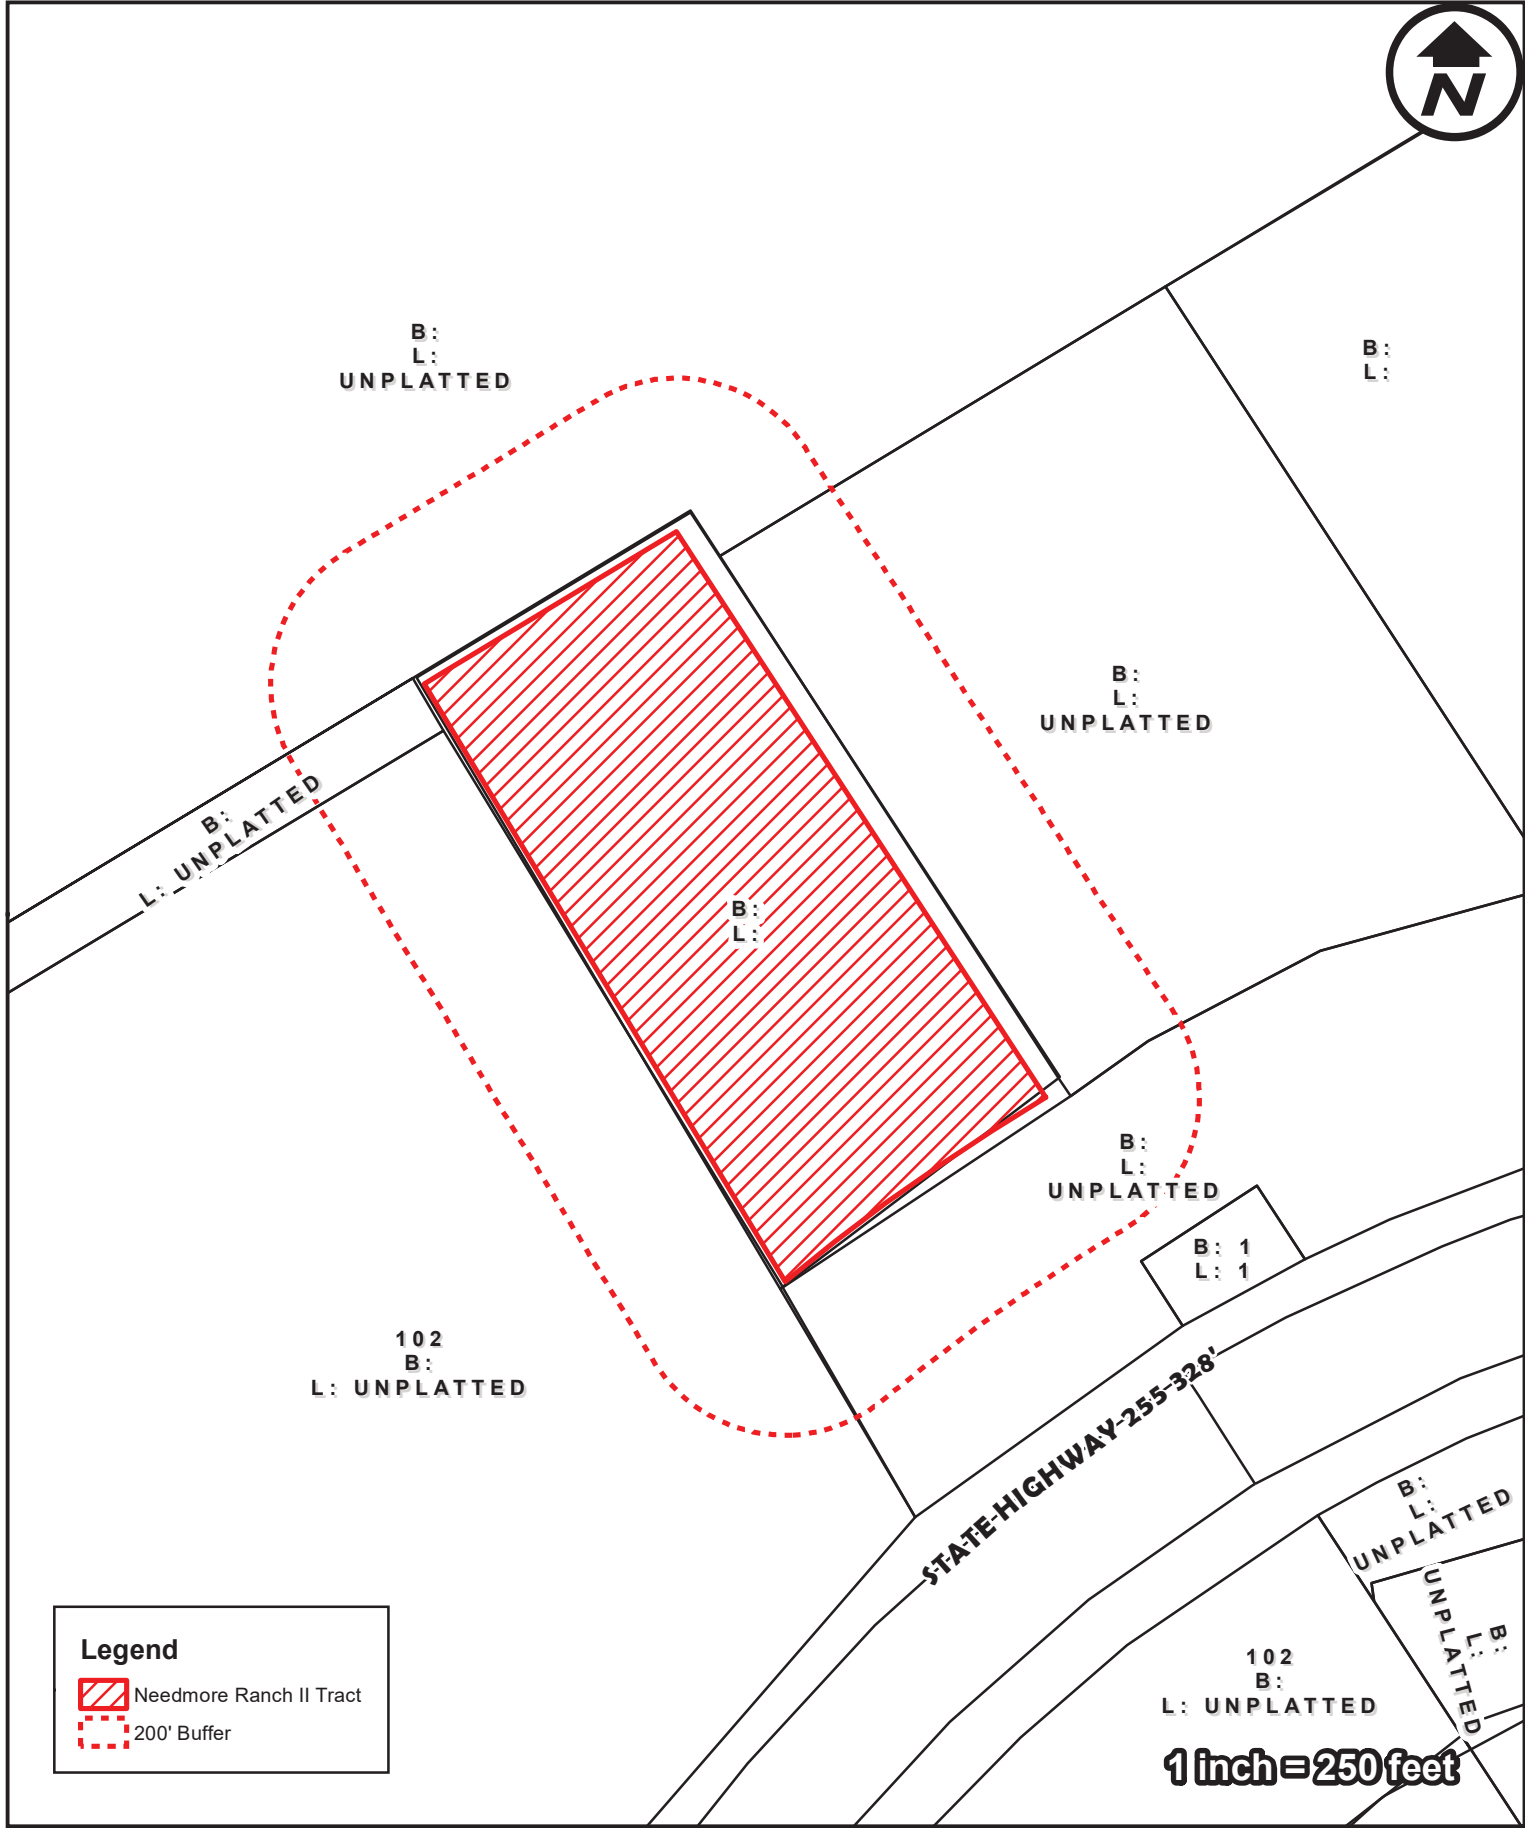 N
B:
L:
UNPLATTED
B:
L:
B:
L:
UNPLATTED
B:
L: UNPLATTED
B:
L:
B:
L:
UNPLATTED
B: 1
L: 1
102
B:
L: UNPLATTED
STATE HIGHWAY 255 328'
B:
L:
UNPLATTED
B:
L:
UNPLATTED
102
B:
L: UNPLATTED
Legend
Needmore Ranch II Tract
200' Buffer
1 inch = 250 feet